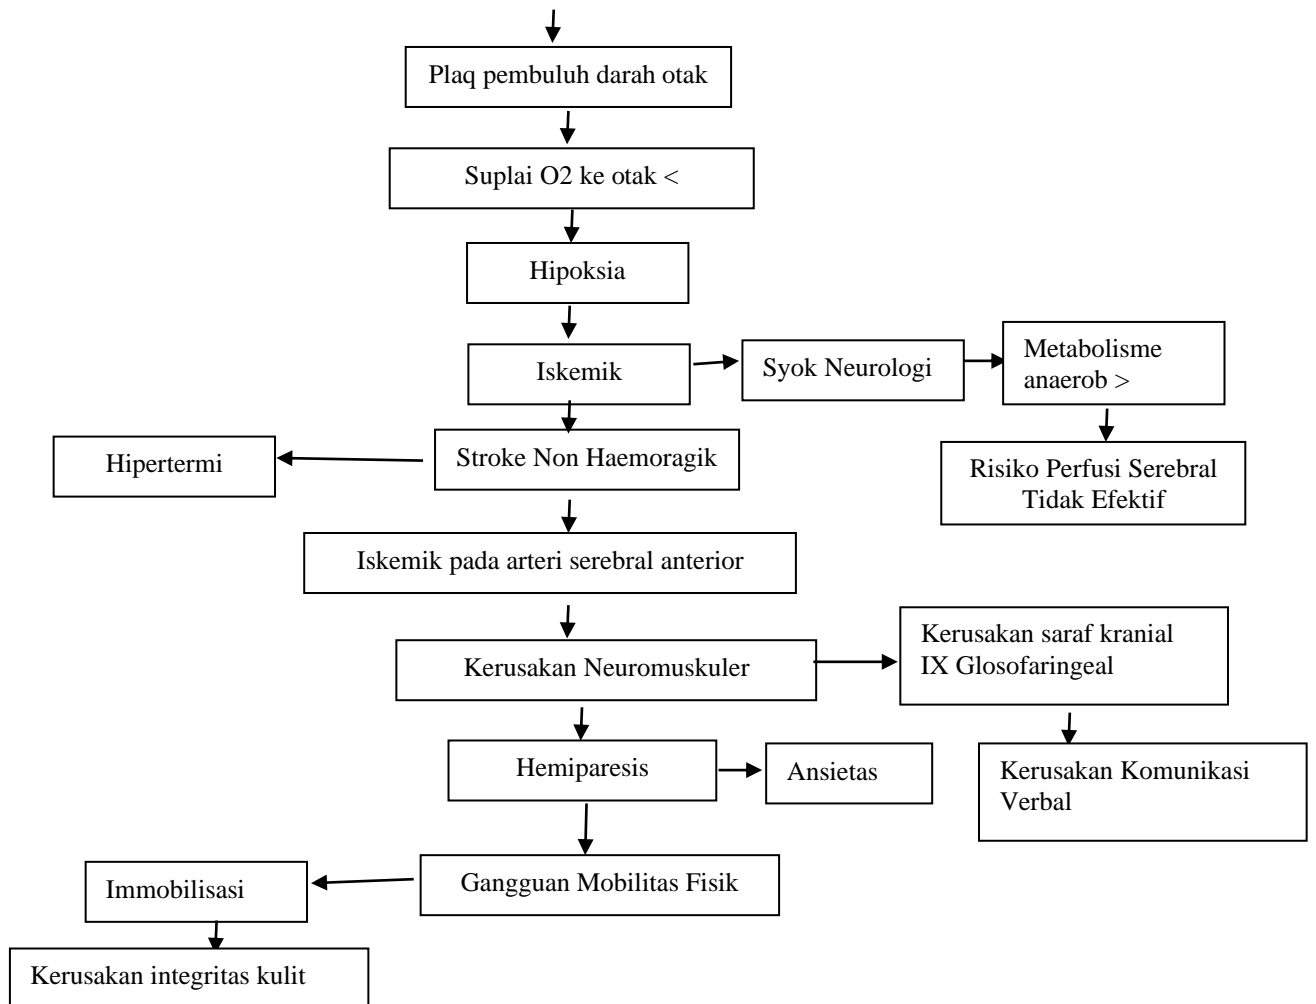 Plaq pembuluh darah otak
Suplai O2 ke otak <
Hipoksia
Iskemik
Syok Neurologi
Metabolisme
anaerob >
Hipertermi
Stroke Non Haemoragik
Risiko Perfusi Serebral
Tidak Efektif
Iskemik pada arteri serebral anterior
Kerusakan Neuromuskuler
Kerusakan saraf kranial
IX Glosofaringeal
Hemiparesis
Ansietas
Kerusakan Komunikasi
Verbal
Immobilisasi
Gangguan Mobilitas Fisik
Kerusakan integritas kulit